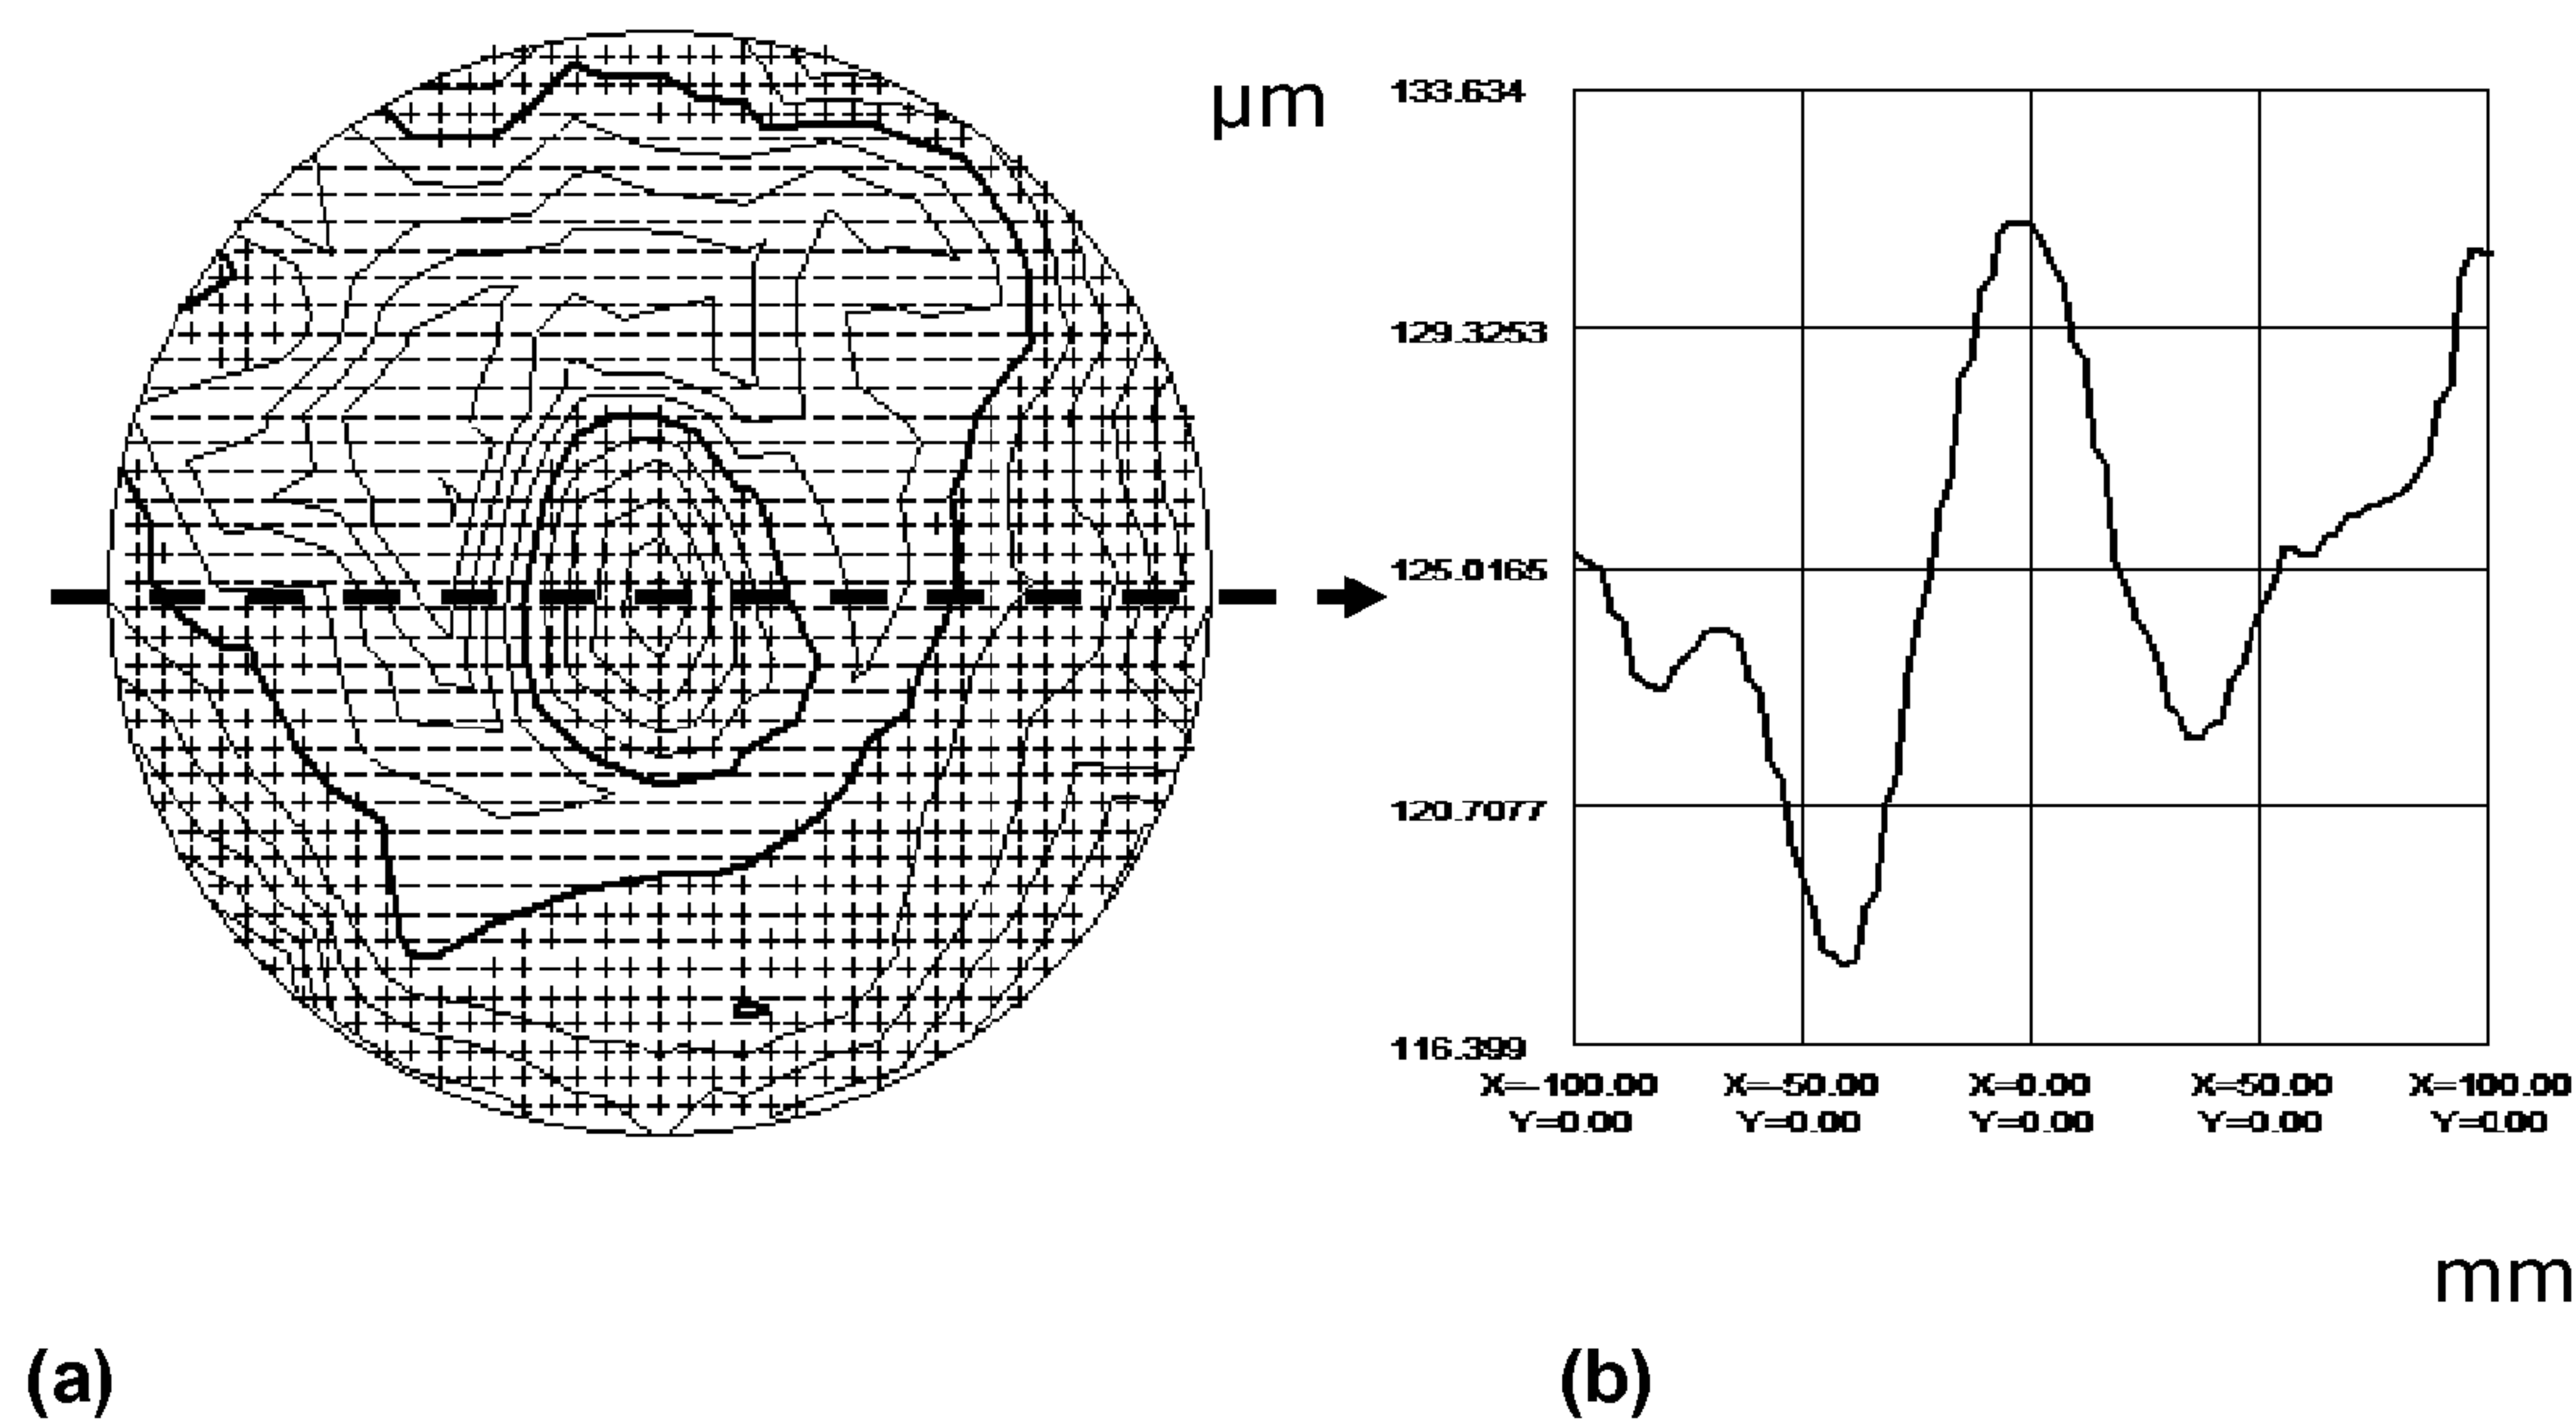 µm
133.634
129.3253
125.0165
120.7077
116.399
X=-100.00 X=-50.00 X=0.00 X=50.00 X=100.00
Y=0.00 Y=0.00 Y=0.00 Y=0.00 Y=0.00
mm
(a) (b)